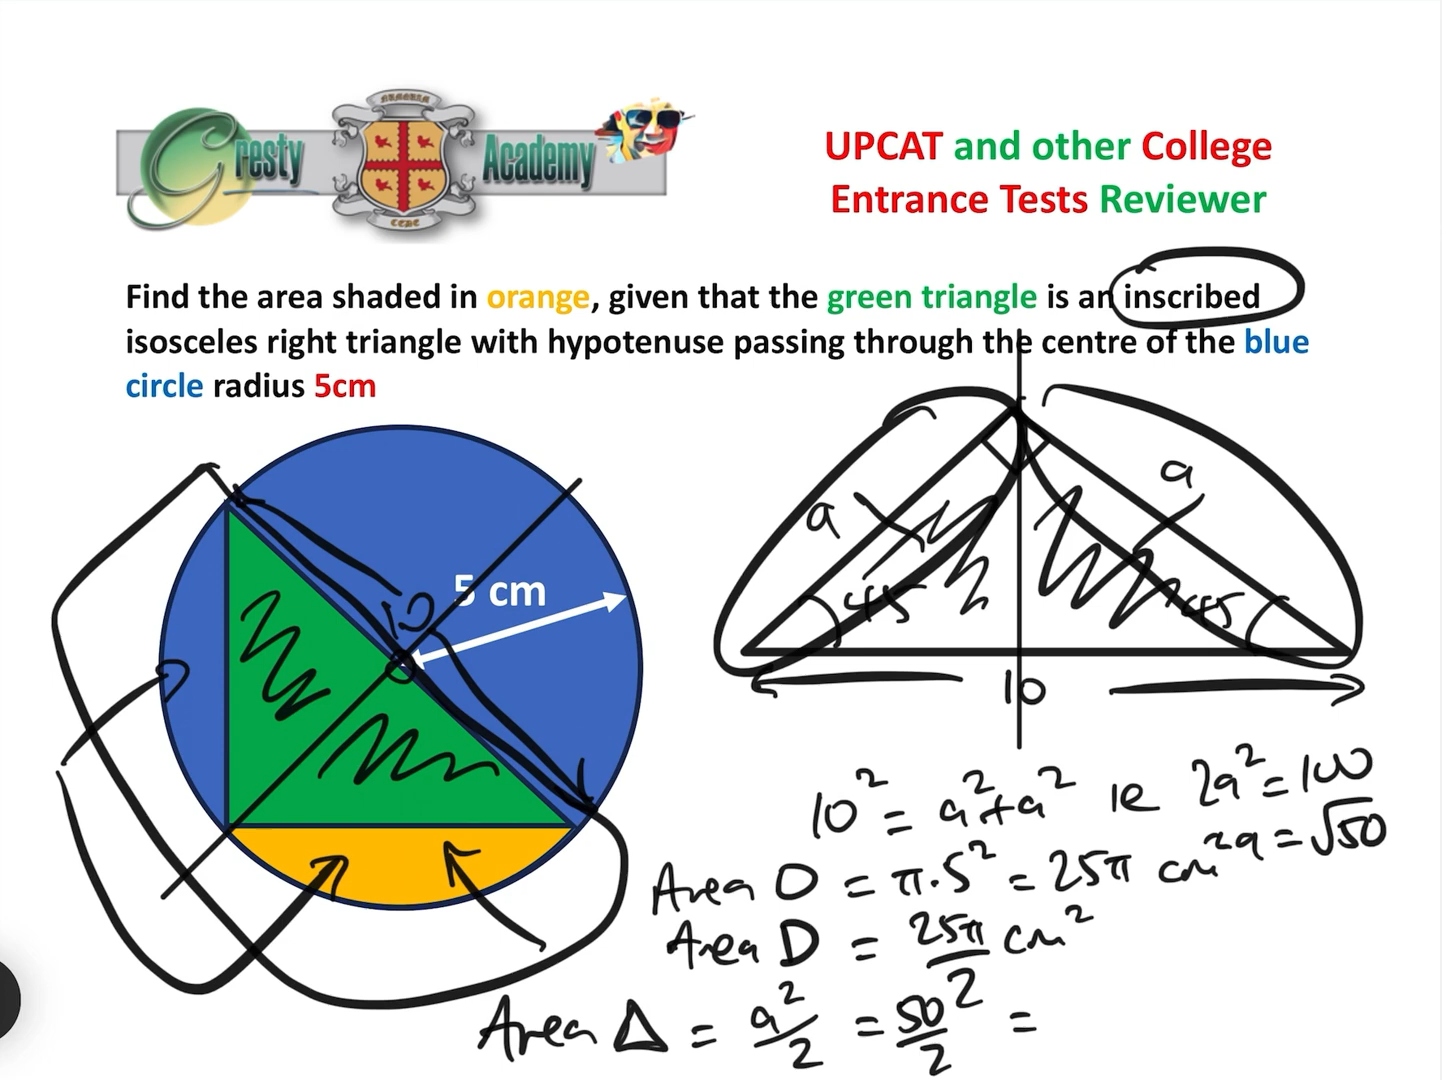 Gresty Academy
UPCAT and other College
Entrance Tests Reviewer
Find the area shaded in orange, given that the green triangle is an inscribed
isosceles right triangle with hypotenuse passing through the centre of the blue
circle radius 5cm
5 cm
10
a
a
45
45
10
10² = a²+a² ie 2a²=100
a=√50
Area O = π.5² = 25π cm²
Area D = 25π/2 cm²
Area Δ = a²/2 = 50/2 =